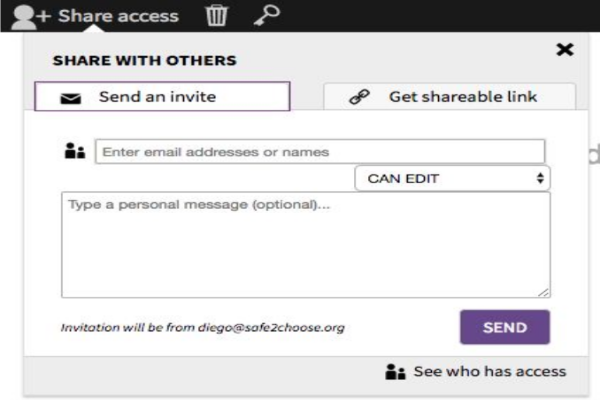 Share access
SHARE WITH OTHERS
Send an invite
Get shareable link
Enter email addresses or names
CAN EDIT
Type a personal message (optional)...
Invitation will be from diego@safe2choose.org
SEND
See who has access